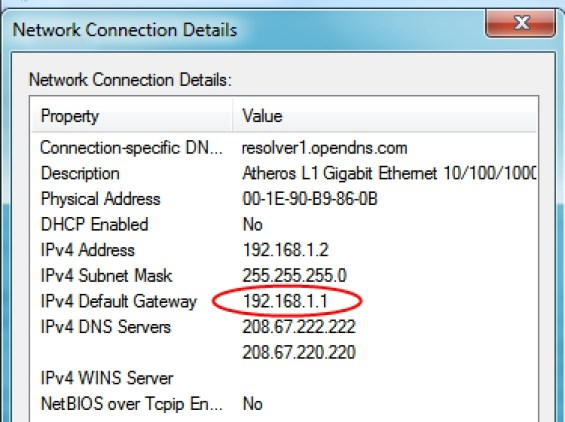 Network Connection Details
Network Connection Details:
Property Value
Connection-specific DN... resolver1.opendns.com
Description Atheros L1 Gigabit Ethernet 10/100/1000
Physical Address 00-1E-90-B9-86-0B
DHCP Enabled No
IPv4 Address 192.168.1.2
IPv4 Subnet Mask 255.255.255.0
IPv4 Default Gateway 192.168.1.1
IPv4 DNS Servers 208.67.222.222
208.67.220.220
IPv4 WINS Server
NetBIOS over Tcpip En... No